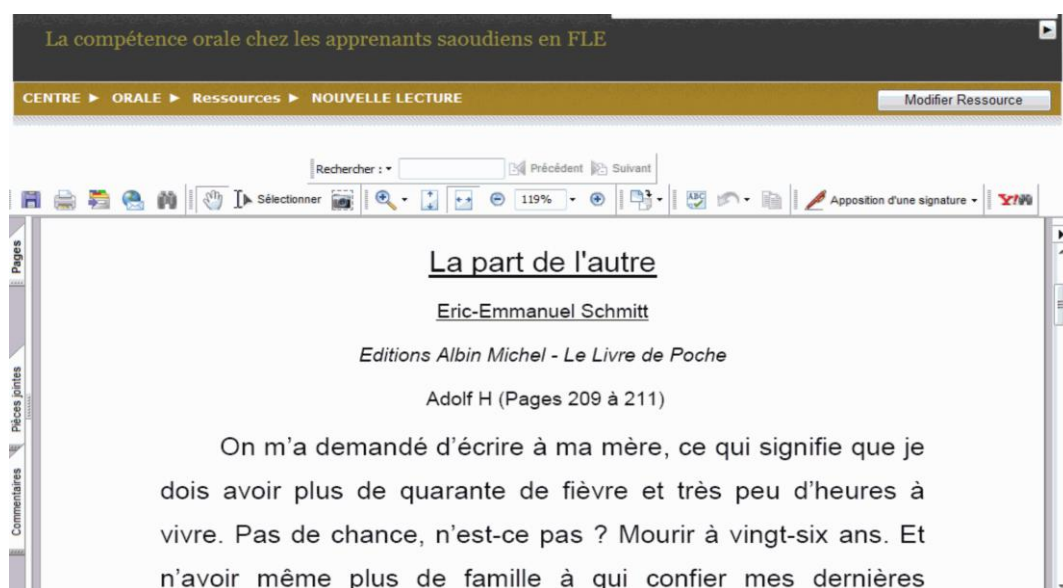 La compétence orale chez les apprenants saoudiens en FLE
CENTRE ► ORALE ► Ressources ► NOUVELLE LECTURE
Modifier Ressource
Rechercher :
Précédent
Suivant
Sélectionner
119%
Apposition d'une signature
Y!
Pages
Pièces jointes
Commentaires
La part de l'autre
Eric-Emmanuel Schmitt
Editions Albin Michel - Le Livre de Poche
Adolf H (Pages 209 à 211)
On m'a demandé d'écrire à ma mère, ce qui signifie que je
dois avoir plus de quarante de fièvre et très peu d'heures à
vivre. Pas de chance, n'est-ce pas ? Mourir à vingt-six ans. Et
n'avoir même plus de famille à qui confier mes dernières